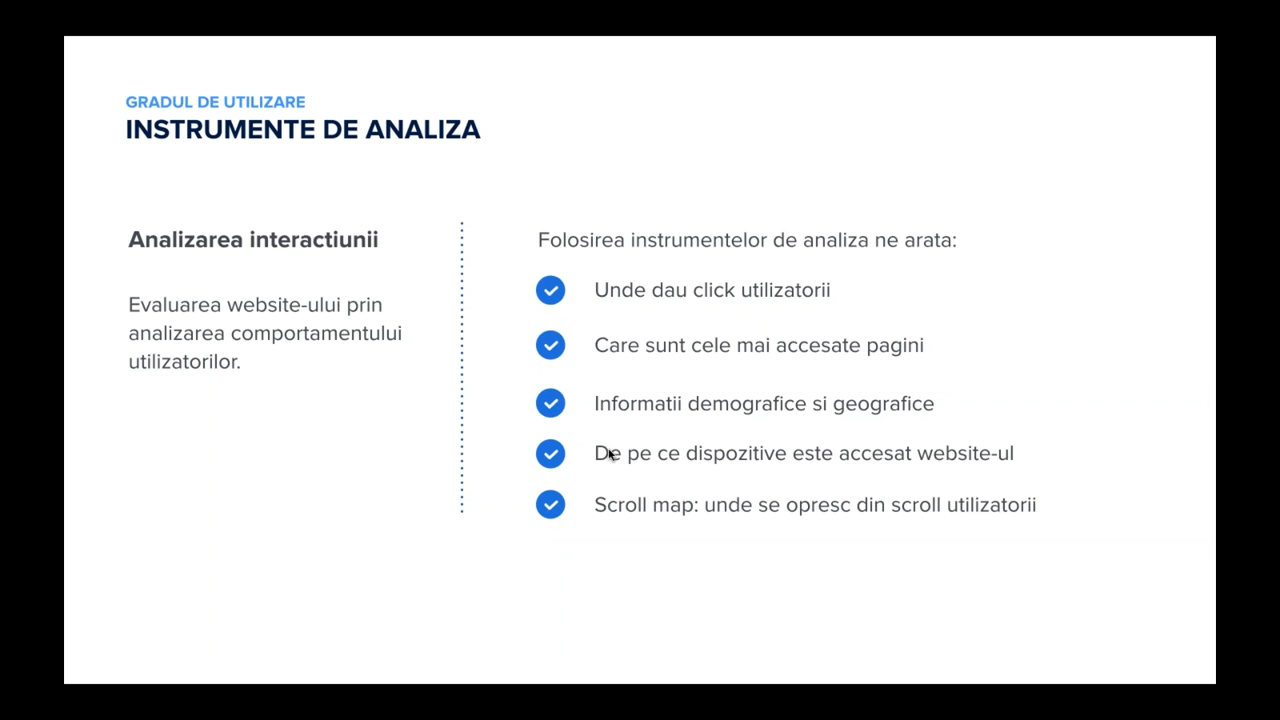 GRADUL DE UTILIZARE
INSTRUMENTE DE ANALIZA
Analizarea interactiunii
Evaluarea website-ului prin
analizarea comportamentului
utilizatorilor.
Folosirea instrumentelor de analiza ne arata:
Unde dau click utilizatorii
Care sunt cele mai accesate pagini
Informatii demografice si geografice
De pe ce dispozitive este accesat website-ul
Scroll map: unde se opresc din scroll utilizatorii